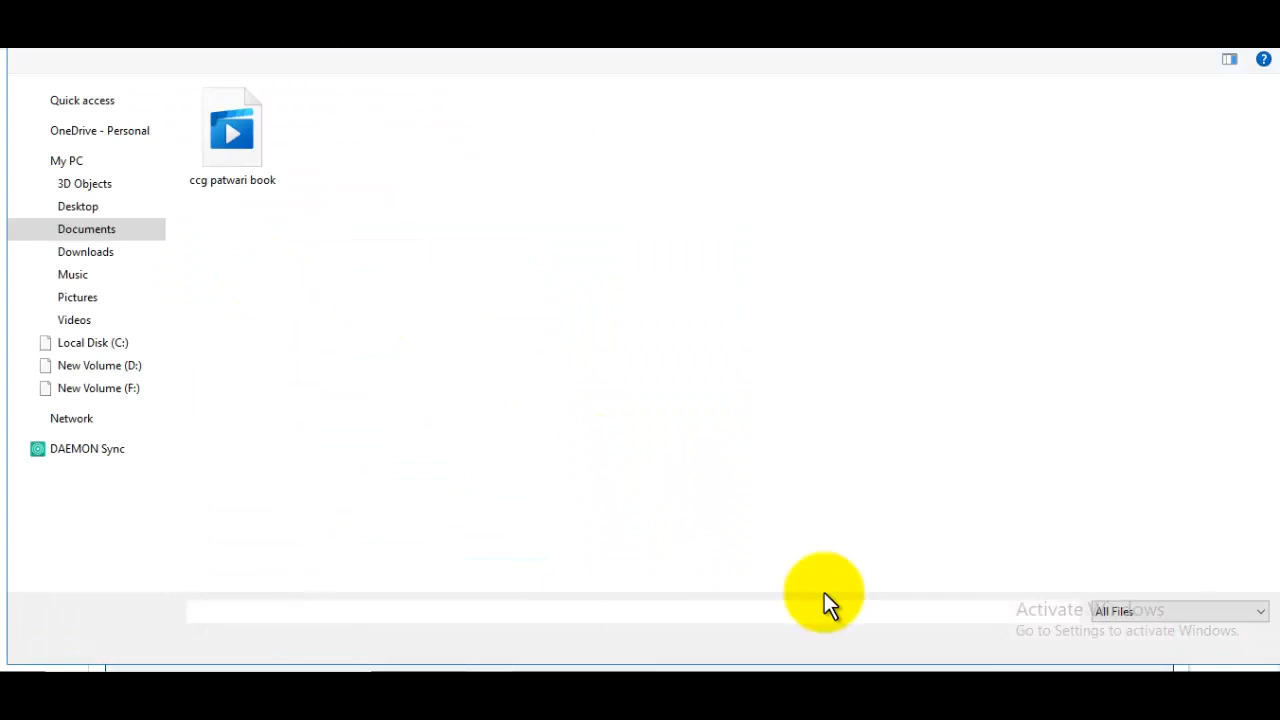 Quick access
ccg patwari book
OneDrive - Personal
My PC
3D Objects
Desktop
Documents
Downloads
Music
Pictures
Videos
Local Disk (C:)
New Volume (D:)
New Volume (F:)
Network
DAEMON Sync
All Files
Activate Windows
Go to Settings to activate Windows.